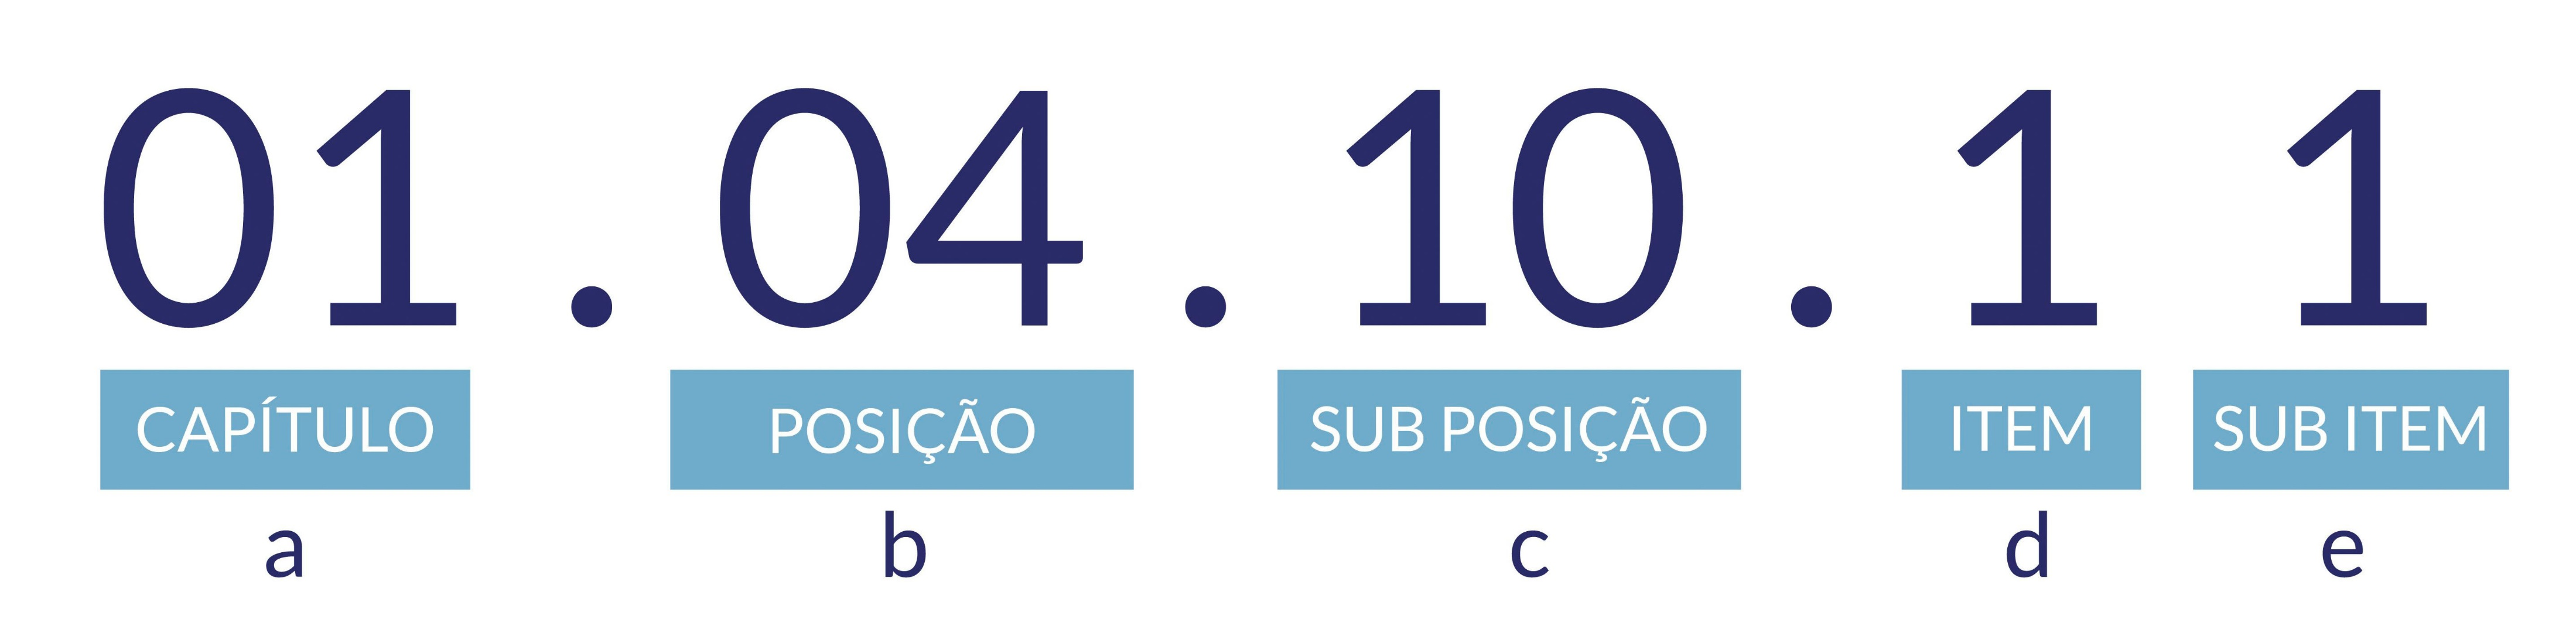 01 . 04 . 10 . 1 1
CAPÍTULO POSIÇÃO SUB POSIÇÃO ITEM SUB ITEM
a b c d e